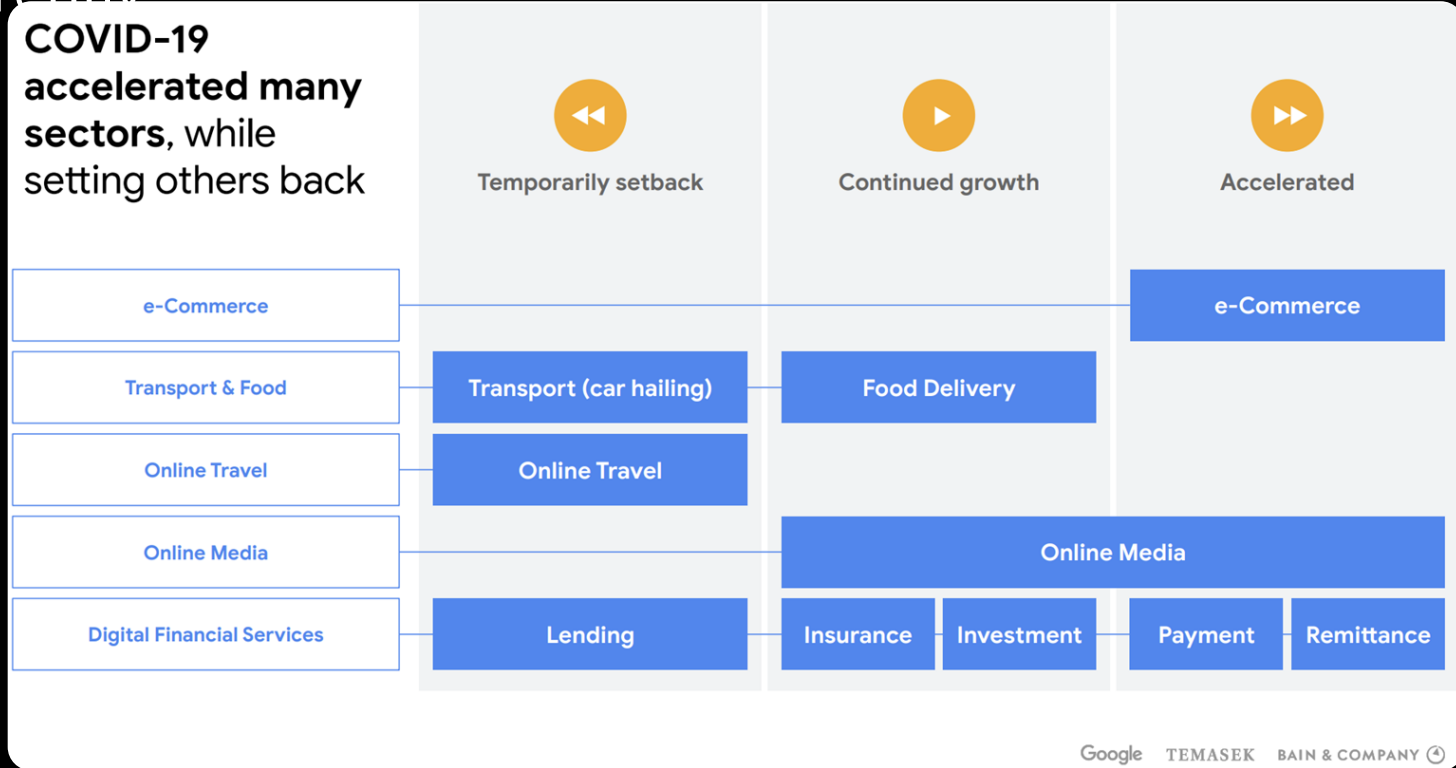 COVID-19
accelerated many
sectors, while
setting others back
Temporarily setback
Continued growth
Accelerated
e-Commerce
e-Commerce
Transport & Food
Transport (car hailing)
Food Delivery
Online Travel
Online Travel
Online Media
Online Media
Digital Financial Services
Lending
Insurance
Investment
Payment
Remittance
Google
TEMASEK
BAIN & COMPANY